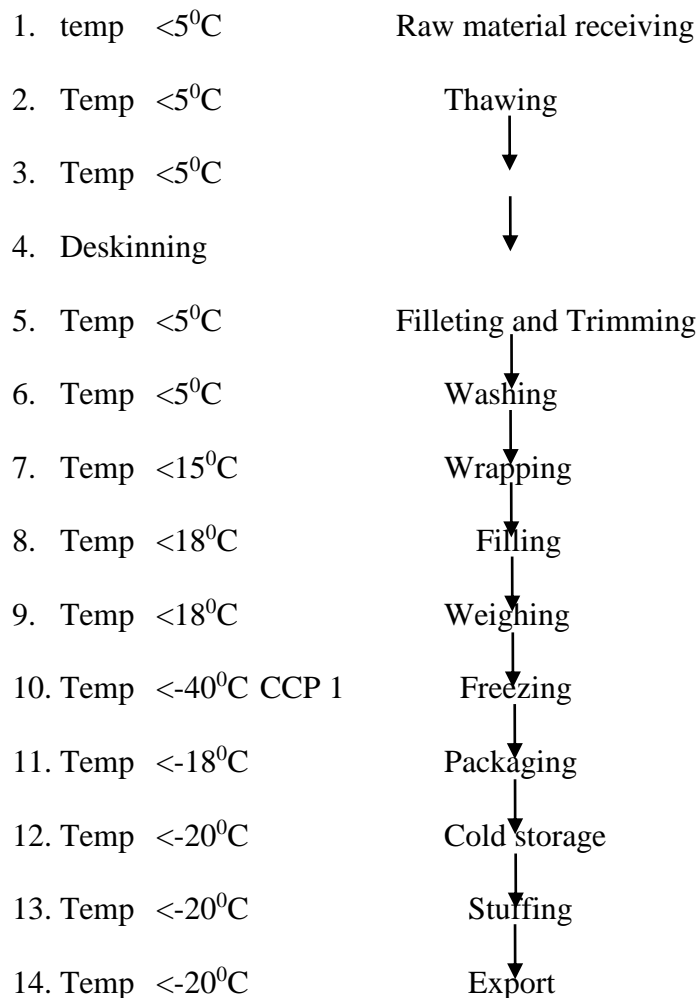 1. temp <5⁰C Raw material receiving
2. Temp <5⁰C Thawing
3. Temp <5⁰C
4. Deskinning
5. Temp <5⁰C Filleting and Trimming
6. Temp <5⁰C Washing
7. Temp <15⁰C Wrapping
8. Temp <18⁰C Filling
9. Temp <18⁰C Weighing
10. Temp <-40⁰C CCP 1 Freezing
11. Temp <-18⁰C Packaging
12. Temp <-20⁰C Cold storage
13. Temp <-20⁰C Stuffing
14. Temp <-20⁰C Export